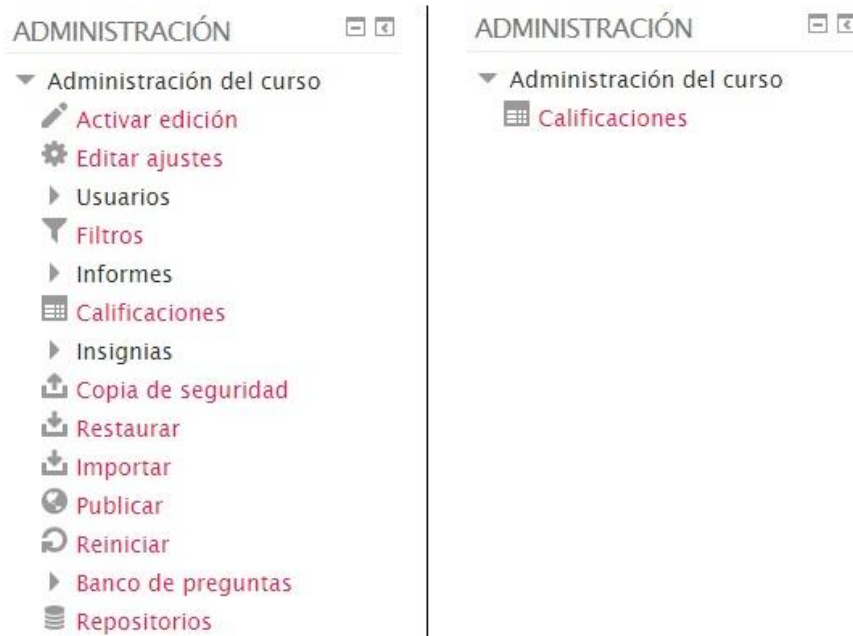 ADMINISTRACIÓN
Administración del curso
Activar edición
Editar ajustes
Usuarios
Filtros
Informes
Calificaciones
Insignias
Copia de seguridad
Restaurar
Importar
Publicar
Reiniciar
Banco de preguntas
Repositorios
ADMINISTRACIÓN
Administración del curso
Calificaciones